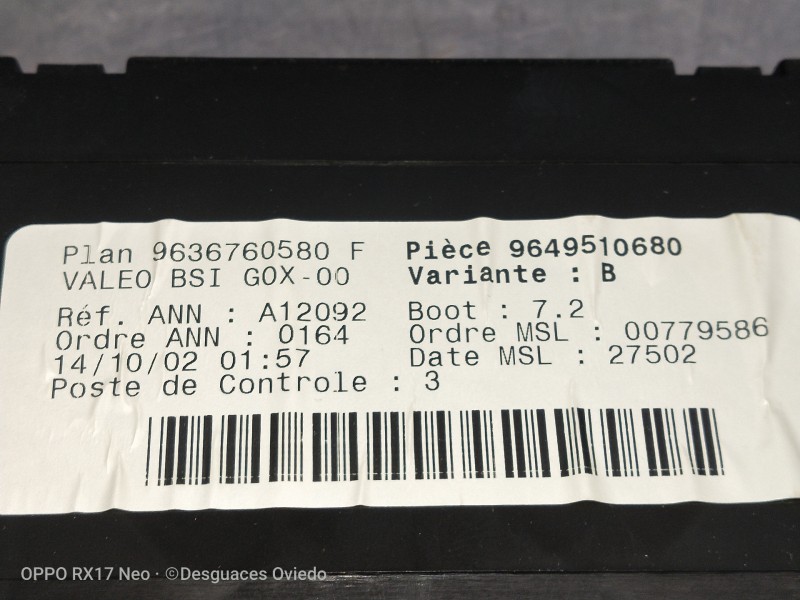 Plan 9636760580 F
VALEO BSI G0X-00
Réf. ANN : A12092
Ordre ANN : 0164
14/10/02 01:57
Poste de Controle : 3
Pièce 9649510680
Variante : B
Boot : 7.2
Ordre MSL : 00779586
Date MSL : 27502
OPPO RX17 Neo · ©Desguaces Oviedo